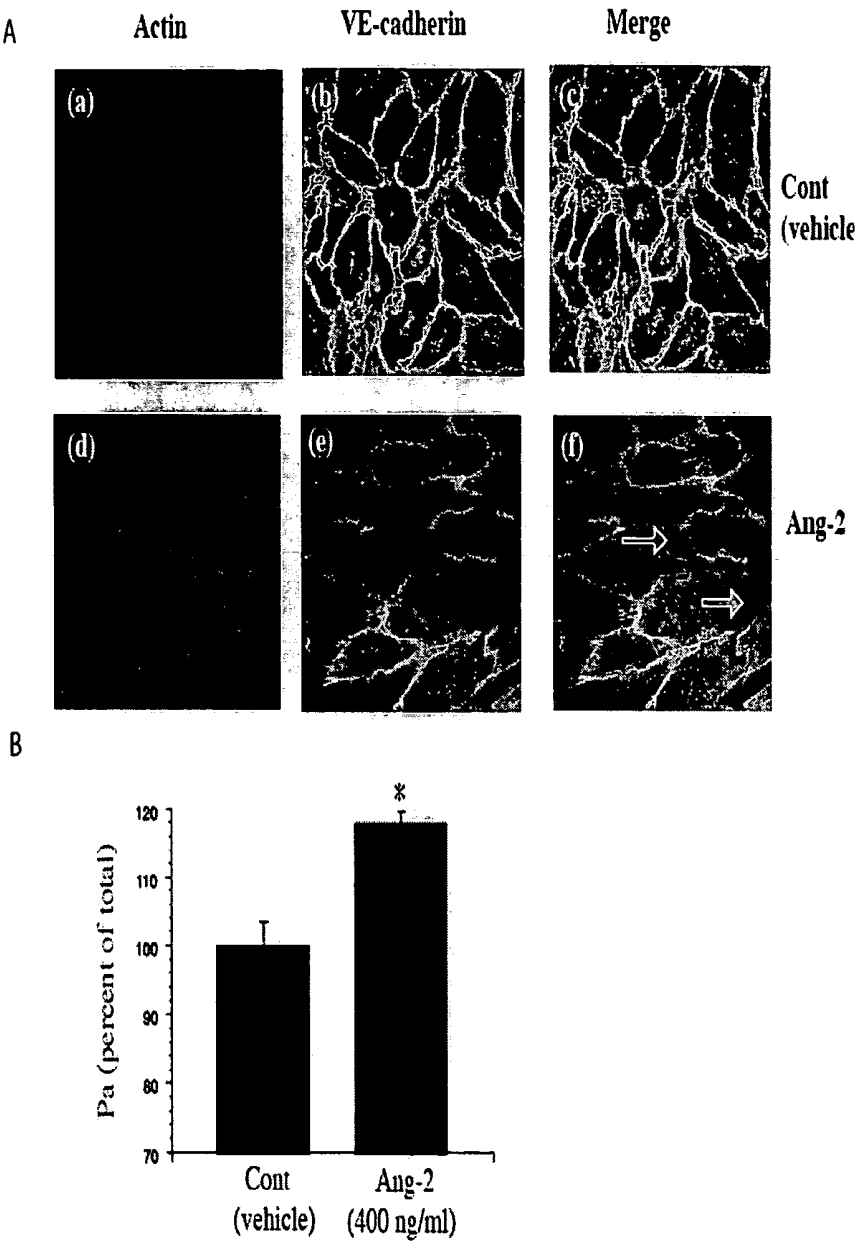 A
Actin VE-cadherin Merge
(a) (b) (c)
Cont
(vehicle
(d) (e) (f)
Ang-2
B
*
120
110
100
90
80
70
Pa (percent of total)
Cont Ang-2
(vehicle) (400 ng/ml)